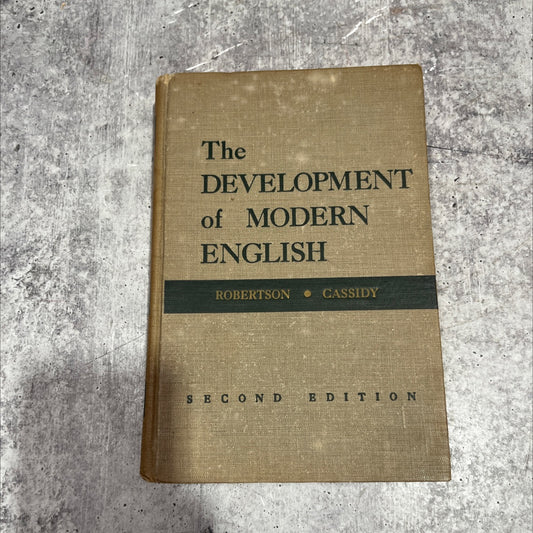 The
DEVELOPMENT
of MODERN
ENGLISH
ROBERTSON • CASSIDY
SECOND EDITION